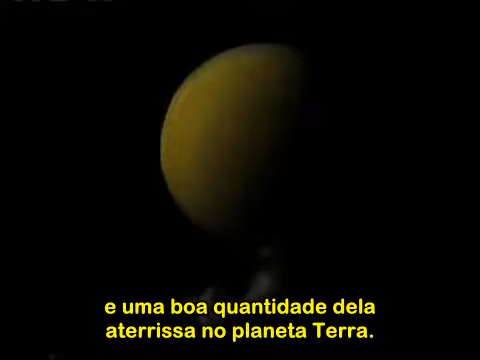 e uma boa quantidade dela
aterrissa no planeta Terra.